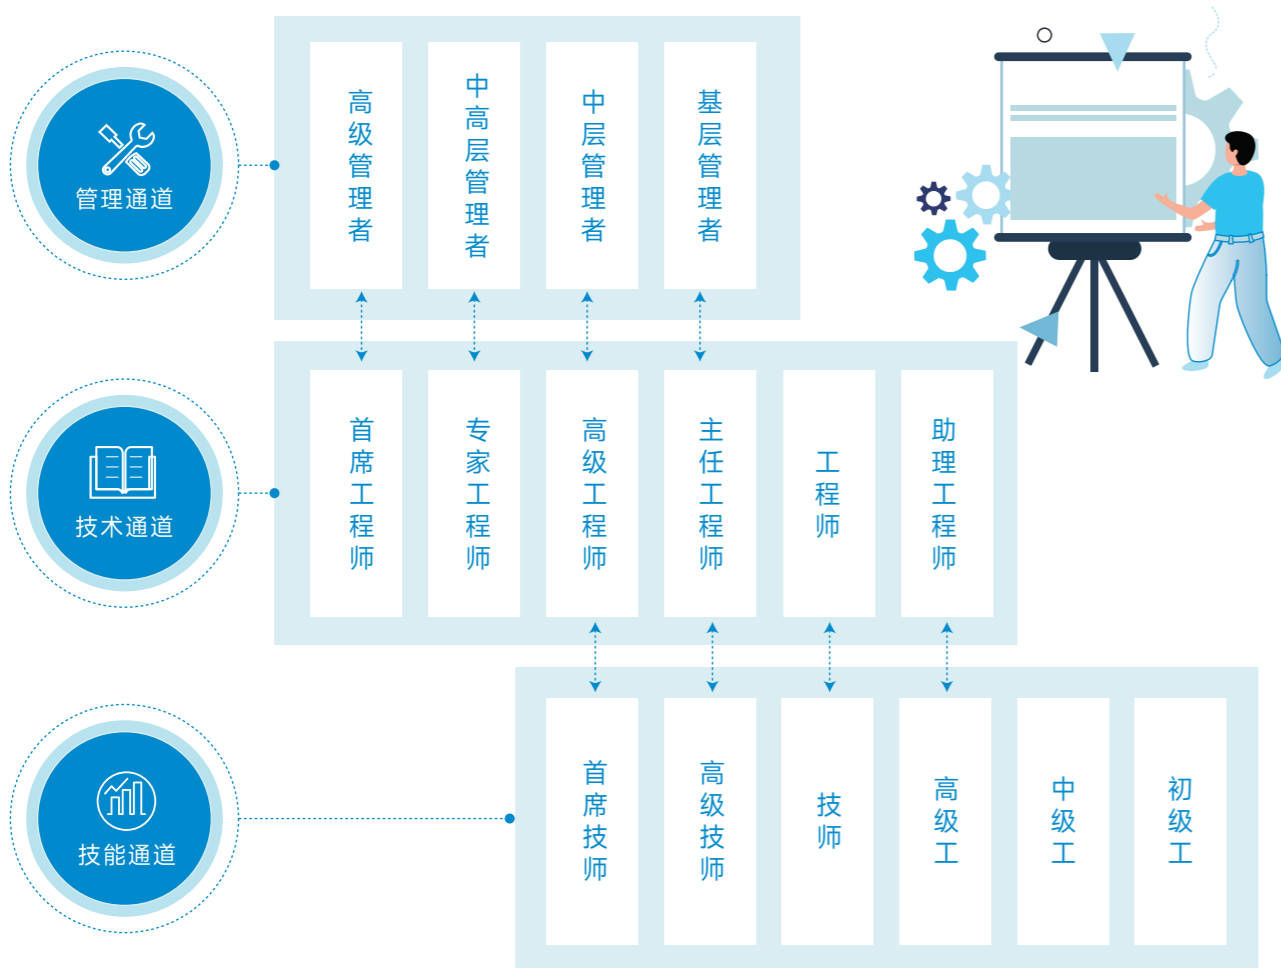 管理通道
高级管理者
中高层管理者
中层管理者
基层管理者
技术通道
首席工程师
专家工程师
高级工程师
主任工程师
工程师
助理工程师
技能通道
首席技师
高级技师
技师
高级工
中级工
初级工